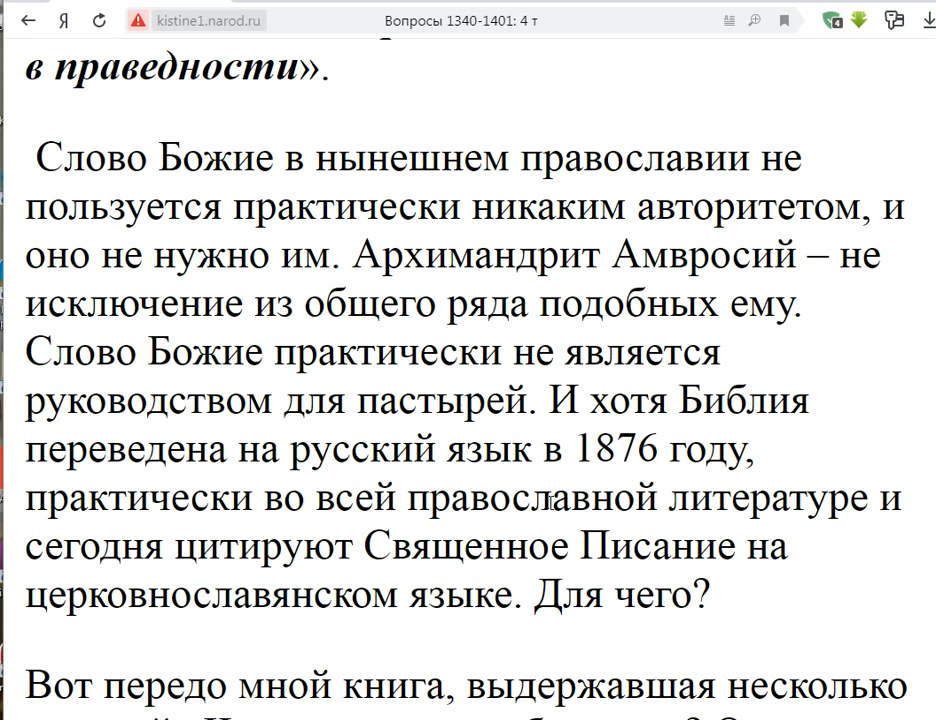 Я kistine1.narod.ru Вопросы 1340-1401: 4 т 4
в праведности».
Слово Божие в нынешнем православии не
пользуется практически никаким авторитетом, и
оно не нужно им. Архимандрит Амвросий – не
исключение из общего ряда подобных ему.
Слово Божие практически не является
руководством для пастырей. И хотя Библия
переведена на русский язык в 1876 году,
практически во всей православной литературе и
сегодня цитируют Священное Писание на
церковнославянском языке. Для чего?
Вот передо мной книга, выдержавшая несколько